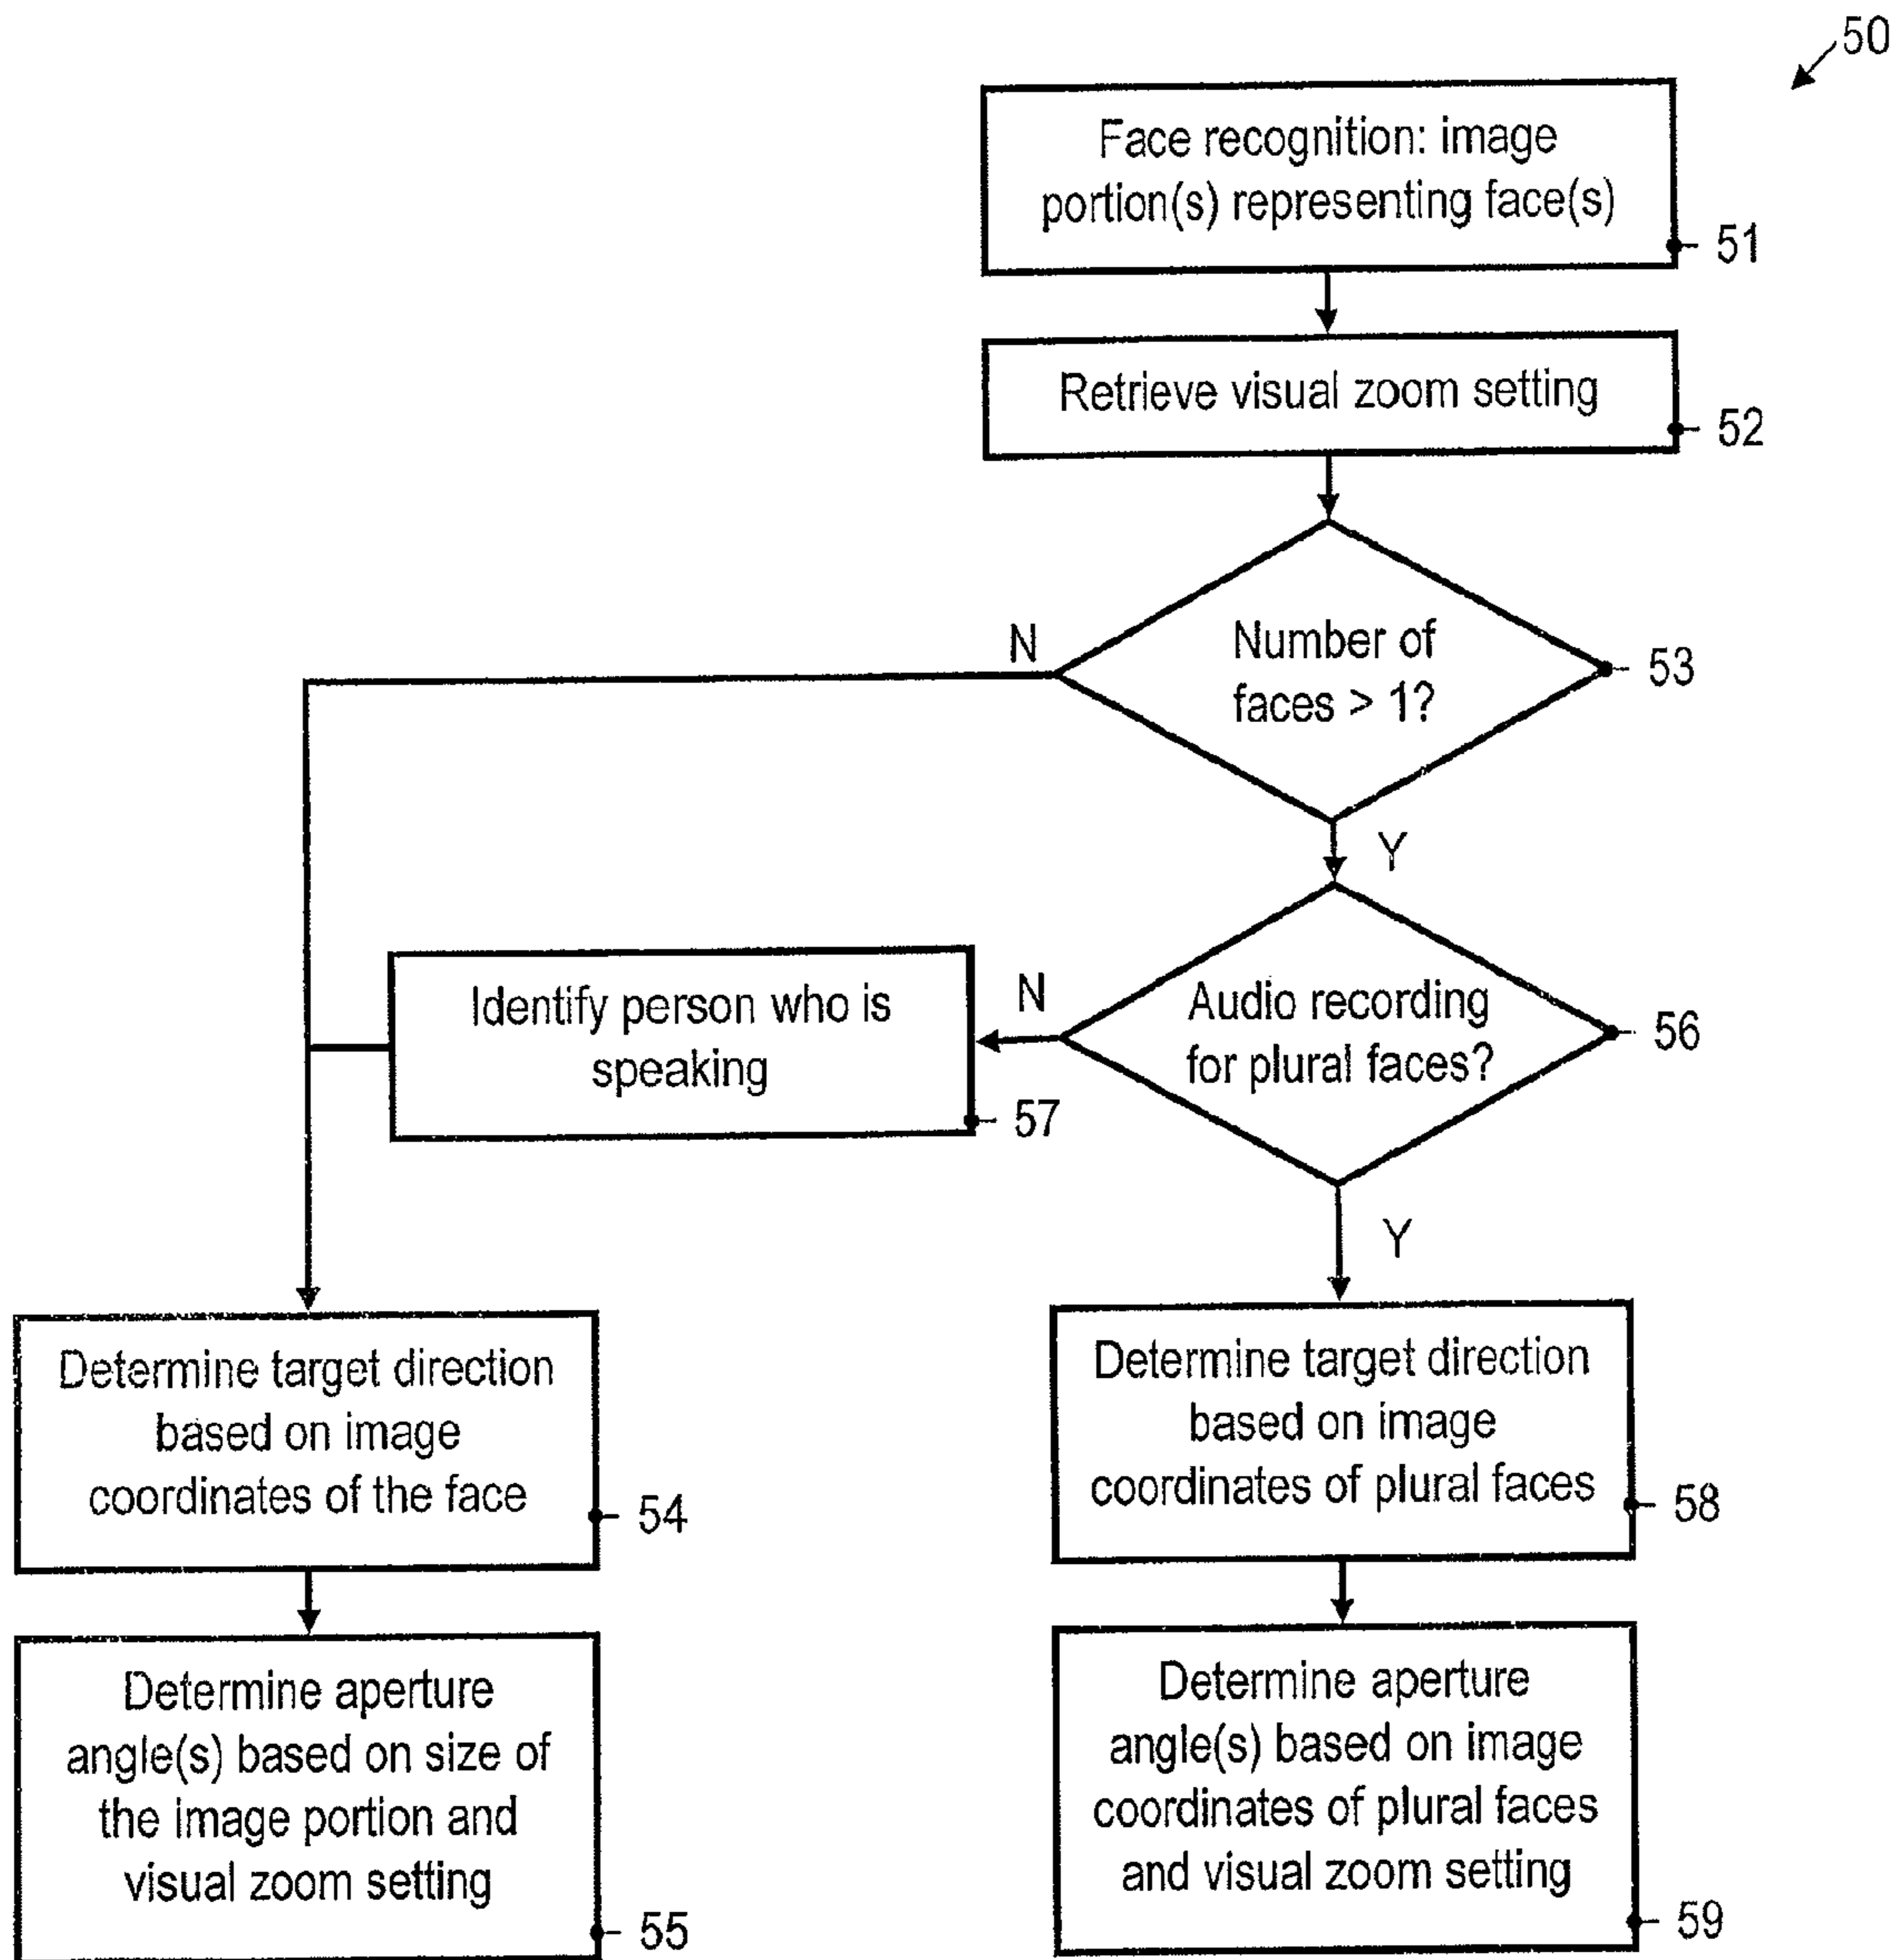 50
Face recognition: image
portion(s) representing face(s)
51
Retrieve visual zoom setting
52
Number of
faces > 1?
53
N
Y
Audio recording
for plural faces?
56
N
Identify person who is
speaking
57
Y
Determine target direction
based on image
coordinates of the face
54
Determine target direction
based on image
coordinates of plural faces
58
Determine aperture
angle(s) based on size of
the image portion and
visual zoom setting
55
Determine aperture
angle(s) based on image
coordinates of plural faces
and visual zoom setting
59